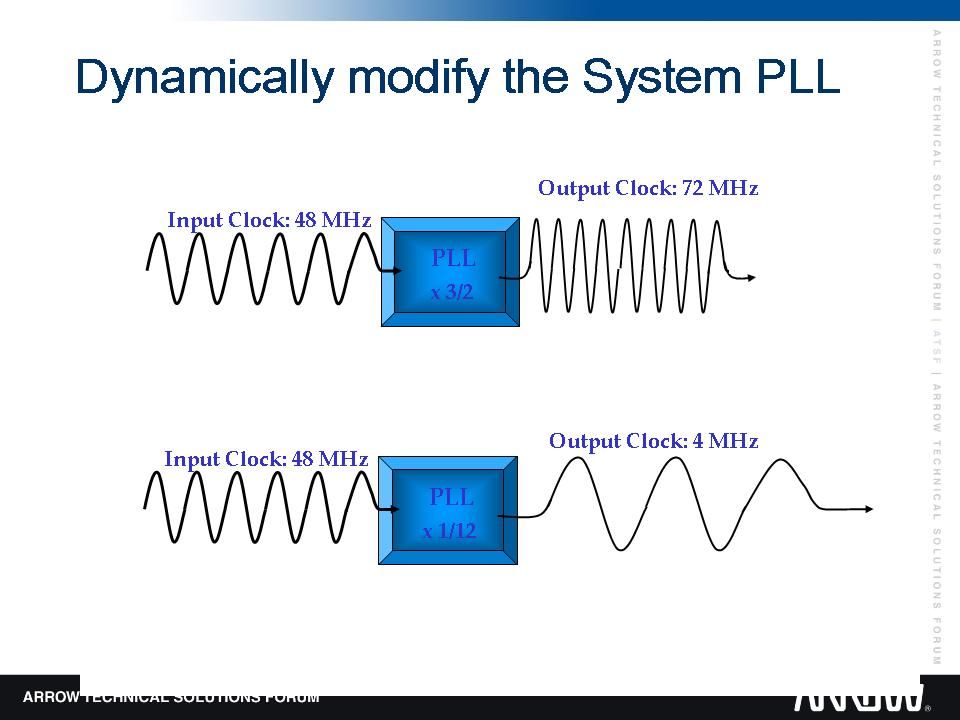 Dynamically modify the System PLL
Output Clock: 72 MHz
Input Clock: 48 MHz
PLL
x 3/2
Output Clock: 4 MHz
Input Clock: 48 MHz
PLL
x 1/12
ARROW TECHNICAL SOLUTIONS FORUM | ATSF | ARROW TECHNICAL SOLUTIONS FORUM
ARROW TECHNICAL SOLUTIONS FORUM
ARROW®